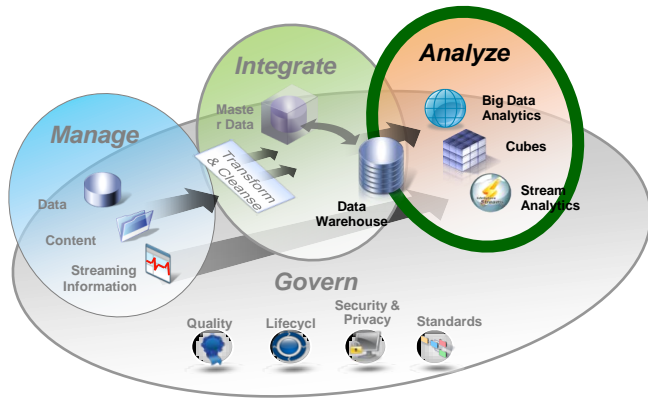 Analyze
Integrate
Big Data
Analytics
Maste
r Data
Manage
Cubes
Transform
& Cleanse
Data
Stream
Analytics
Data
Warehouse
Content
Streaming
Information
Govern
Quality
Lifecycl
Security &
Privacy
Standards